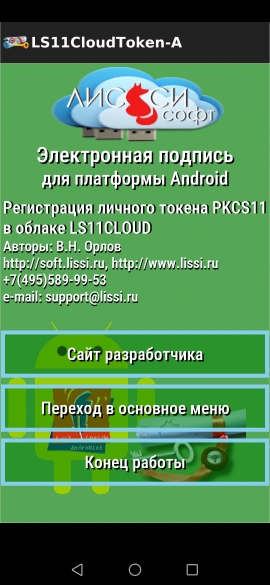 LS11CloudToken-A
ЛИССИ
софт
Электронная подпись
для платформы Android
Регистрация личного токена PKCS11
в облаке LS11CLOUD
Авторы: В.Н. Орлов
http://soft.lissi.ru, http://www.lissi.ru
+7(495)589-99-53
e-mail: support@lissi.ru
Сайт разработчика
Переход в основное меню
Конец работы